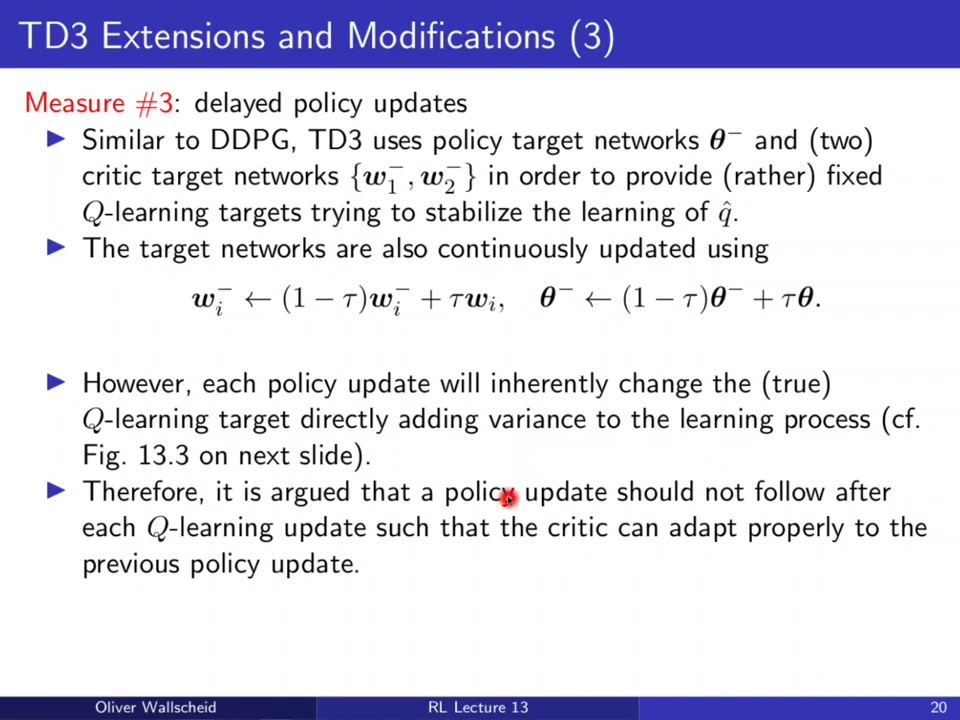 TD3 Extensions and Modifications (3)
Measure #3: delayed policy updates
▶ Similar to DDPG, TD3 uses policy target networks θ⁻ and (two)
critic target networks {w₁⁻, w₂⁻} in order to provide (rather) fixed
Q-learning targets trying to stabilize the learning of q̂.
▶ The target networks are also continuously updated using
wᵢ⁻ ← (1 − τ)wᵢ⁻ + τwᵢ, θ⁻ ← (1 − τ)θ⁻ + τθ.
▶ However, each policy update will inherently change the (true)
Q-learning target directly adding variance to the learning process (cf.
Fig. 13.3 on next slide).
▶ Therefore, it is argued that a policy update should not follow after
each Q-learning update such that the critic can adapt properly to the
previous policy update.
Oliver Wallscheid RL Lecture 13 20